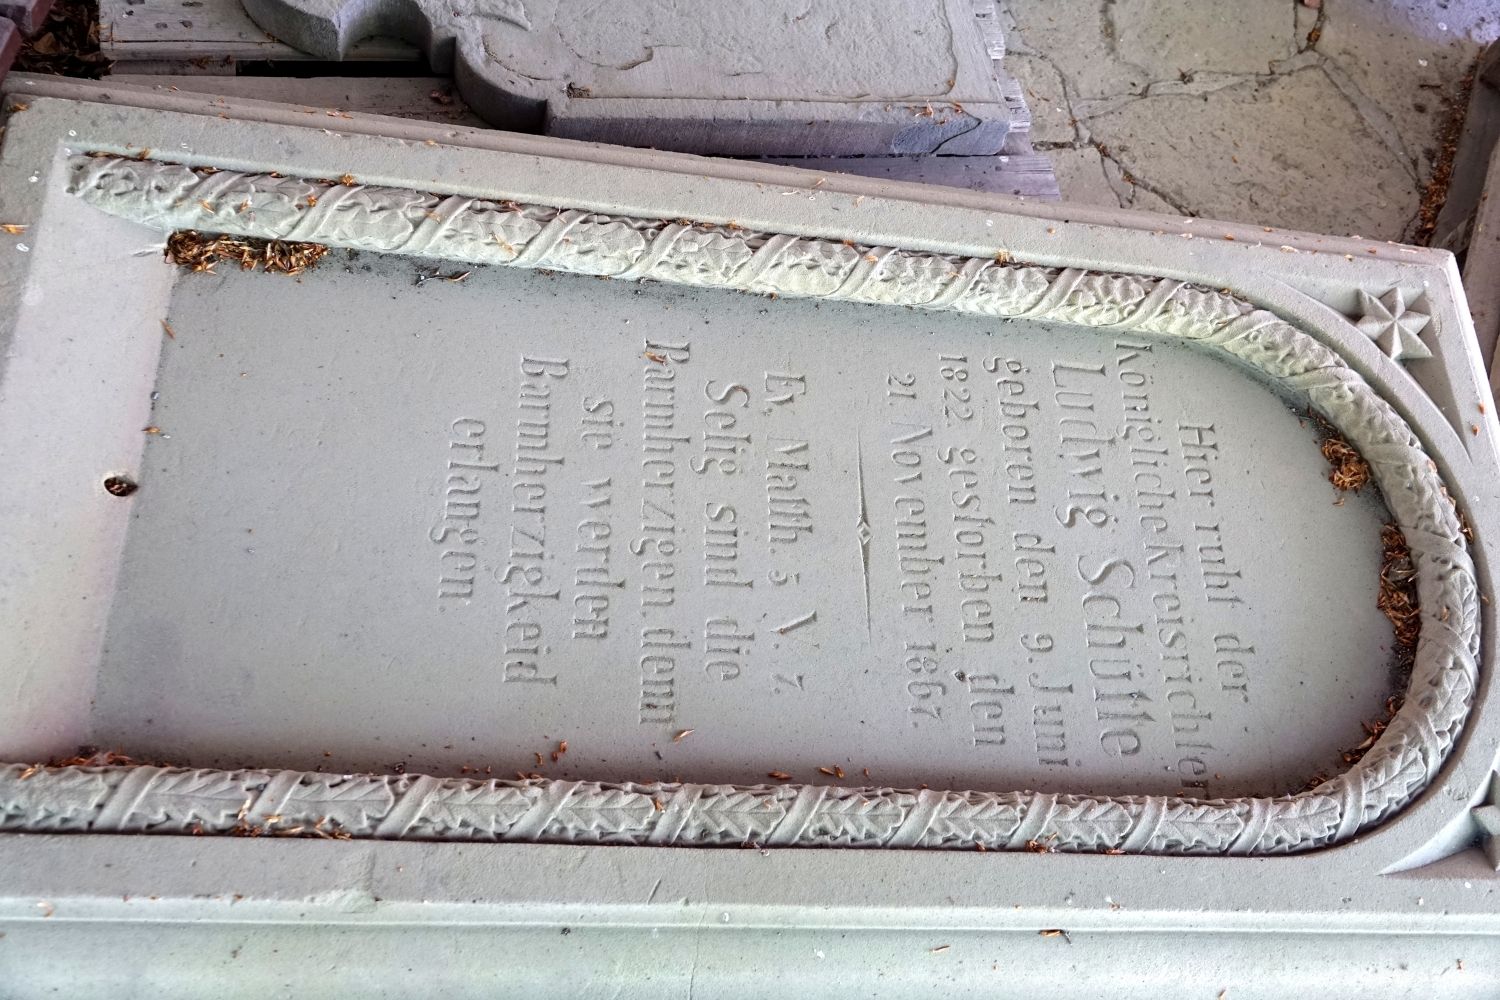 Hier ruht der
Königliche Kreisrichter
Ludwig Schütte
geboren den 9. Juni
1822 gestorben den
21. November 1867.
Ev. Matth. 5 V. 7.
Selig sind die
Barmherzigen, denn
sie werden
Barmherzigkeid
erlangen.